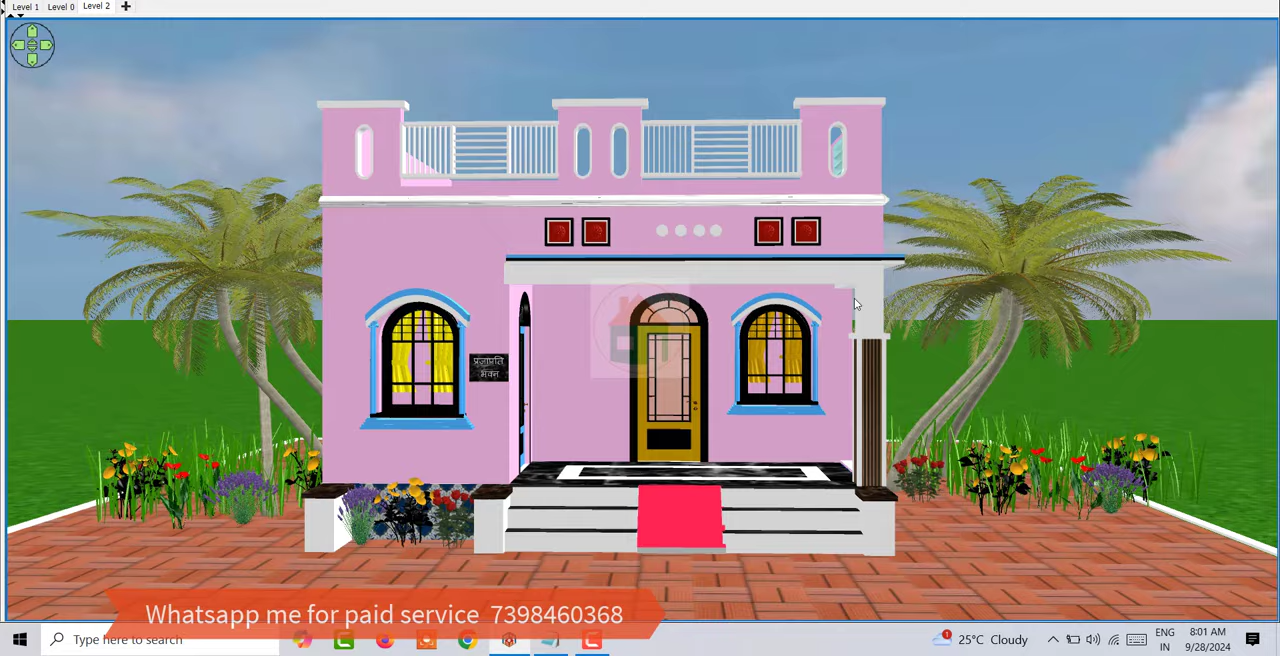 Level 1 Level 0 Level 2
प्रजापति
भवन
Whatsapp me for paid service 7398460368
Type here to search
25°C Cloudy
ENG
IN
8:01 AM
9/28/2024